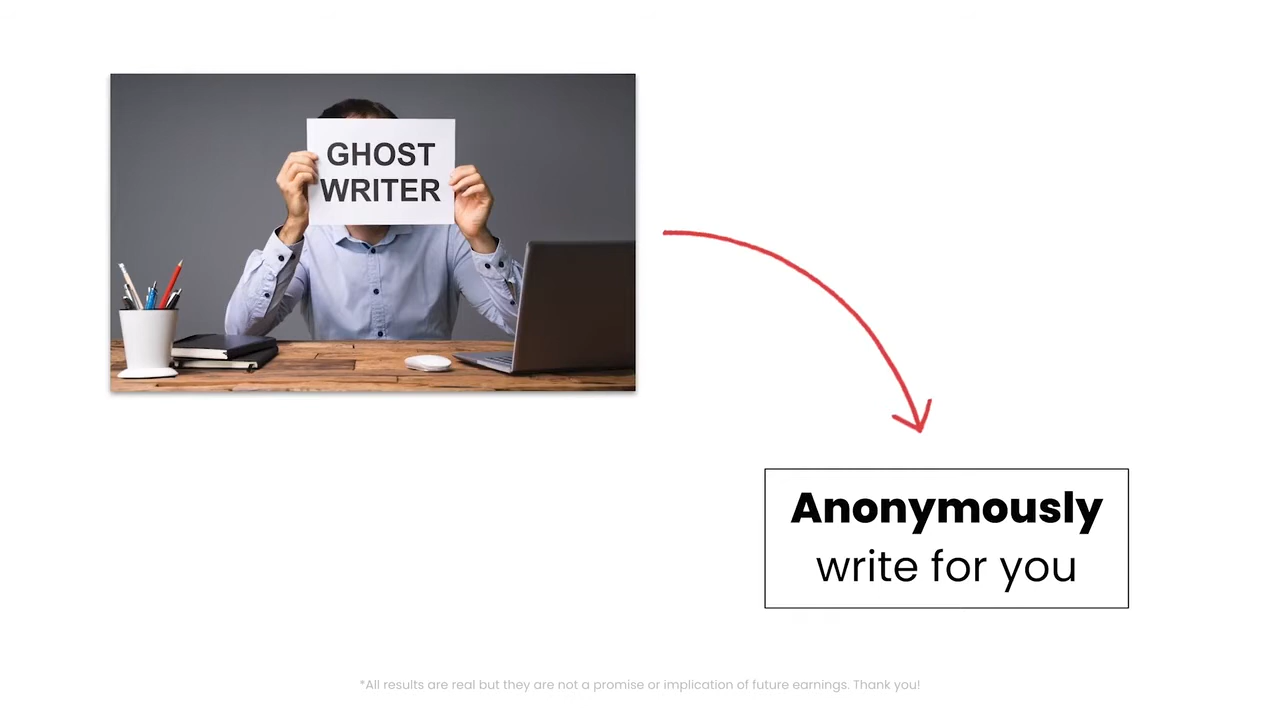 GHOST
WRITER
Anonymously
write for you
*All results are real but they are not a promise or implication of future earnings. Thank you!